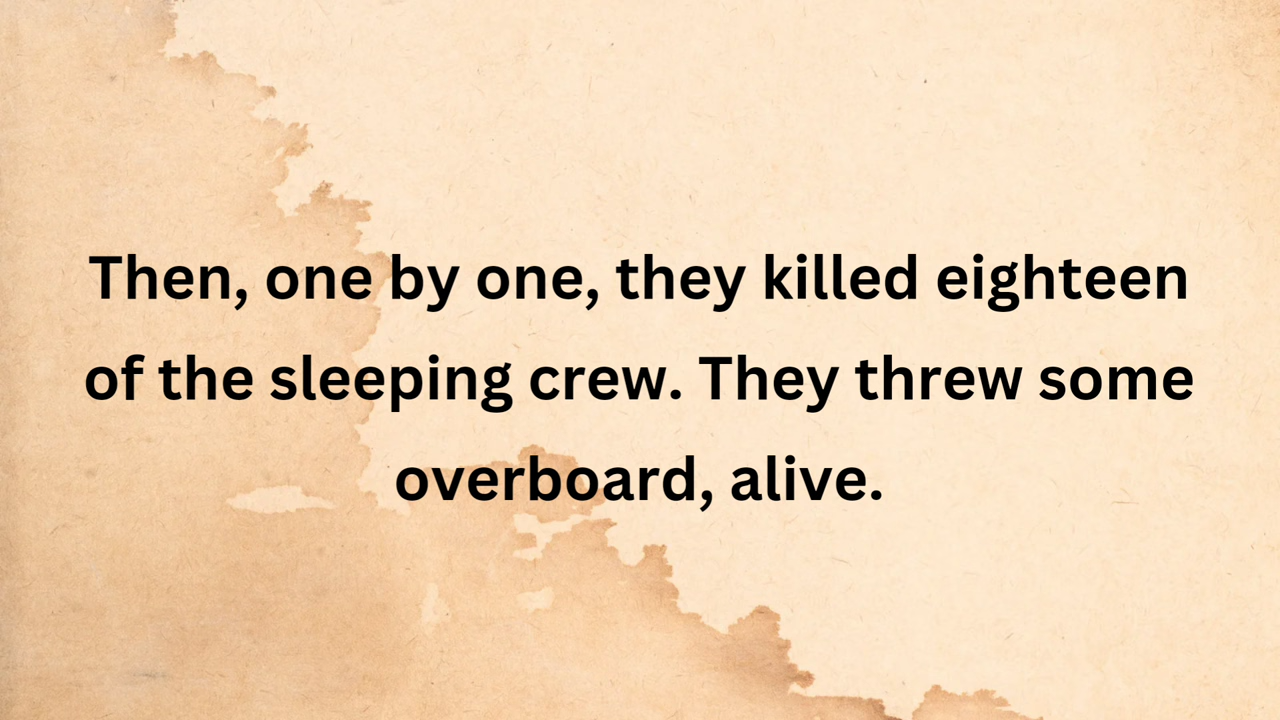 Then, one by one, they killed eighteen
of the sleeping crew. They threw some
overboard, alive.